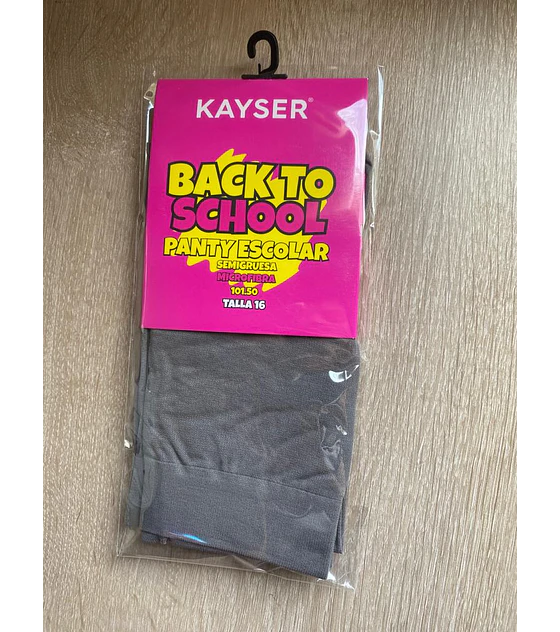 KAYSER®
BACK TO
SCHOOL
PANTY ESCOLAR
SEMIGRUESA
MICROFIBRA
101.50
TALLA 16